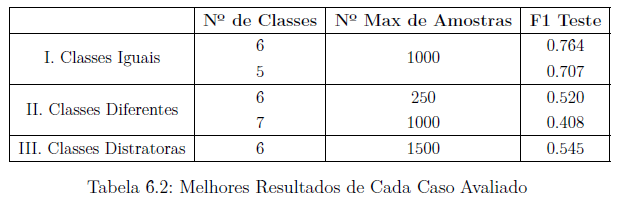 Nº de Classes Nº Max de Amostras F1 Teste
I. Classes Iguais 6 1000 0.764
5 0.707
II. Classes Diferentes 6 250 0.520
7 1000 0.408
III. Classes Distratoras 6 1500 0.545
Tabela 6.2: Melhores Resultados de Cada Caso Avaliado